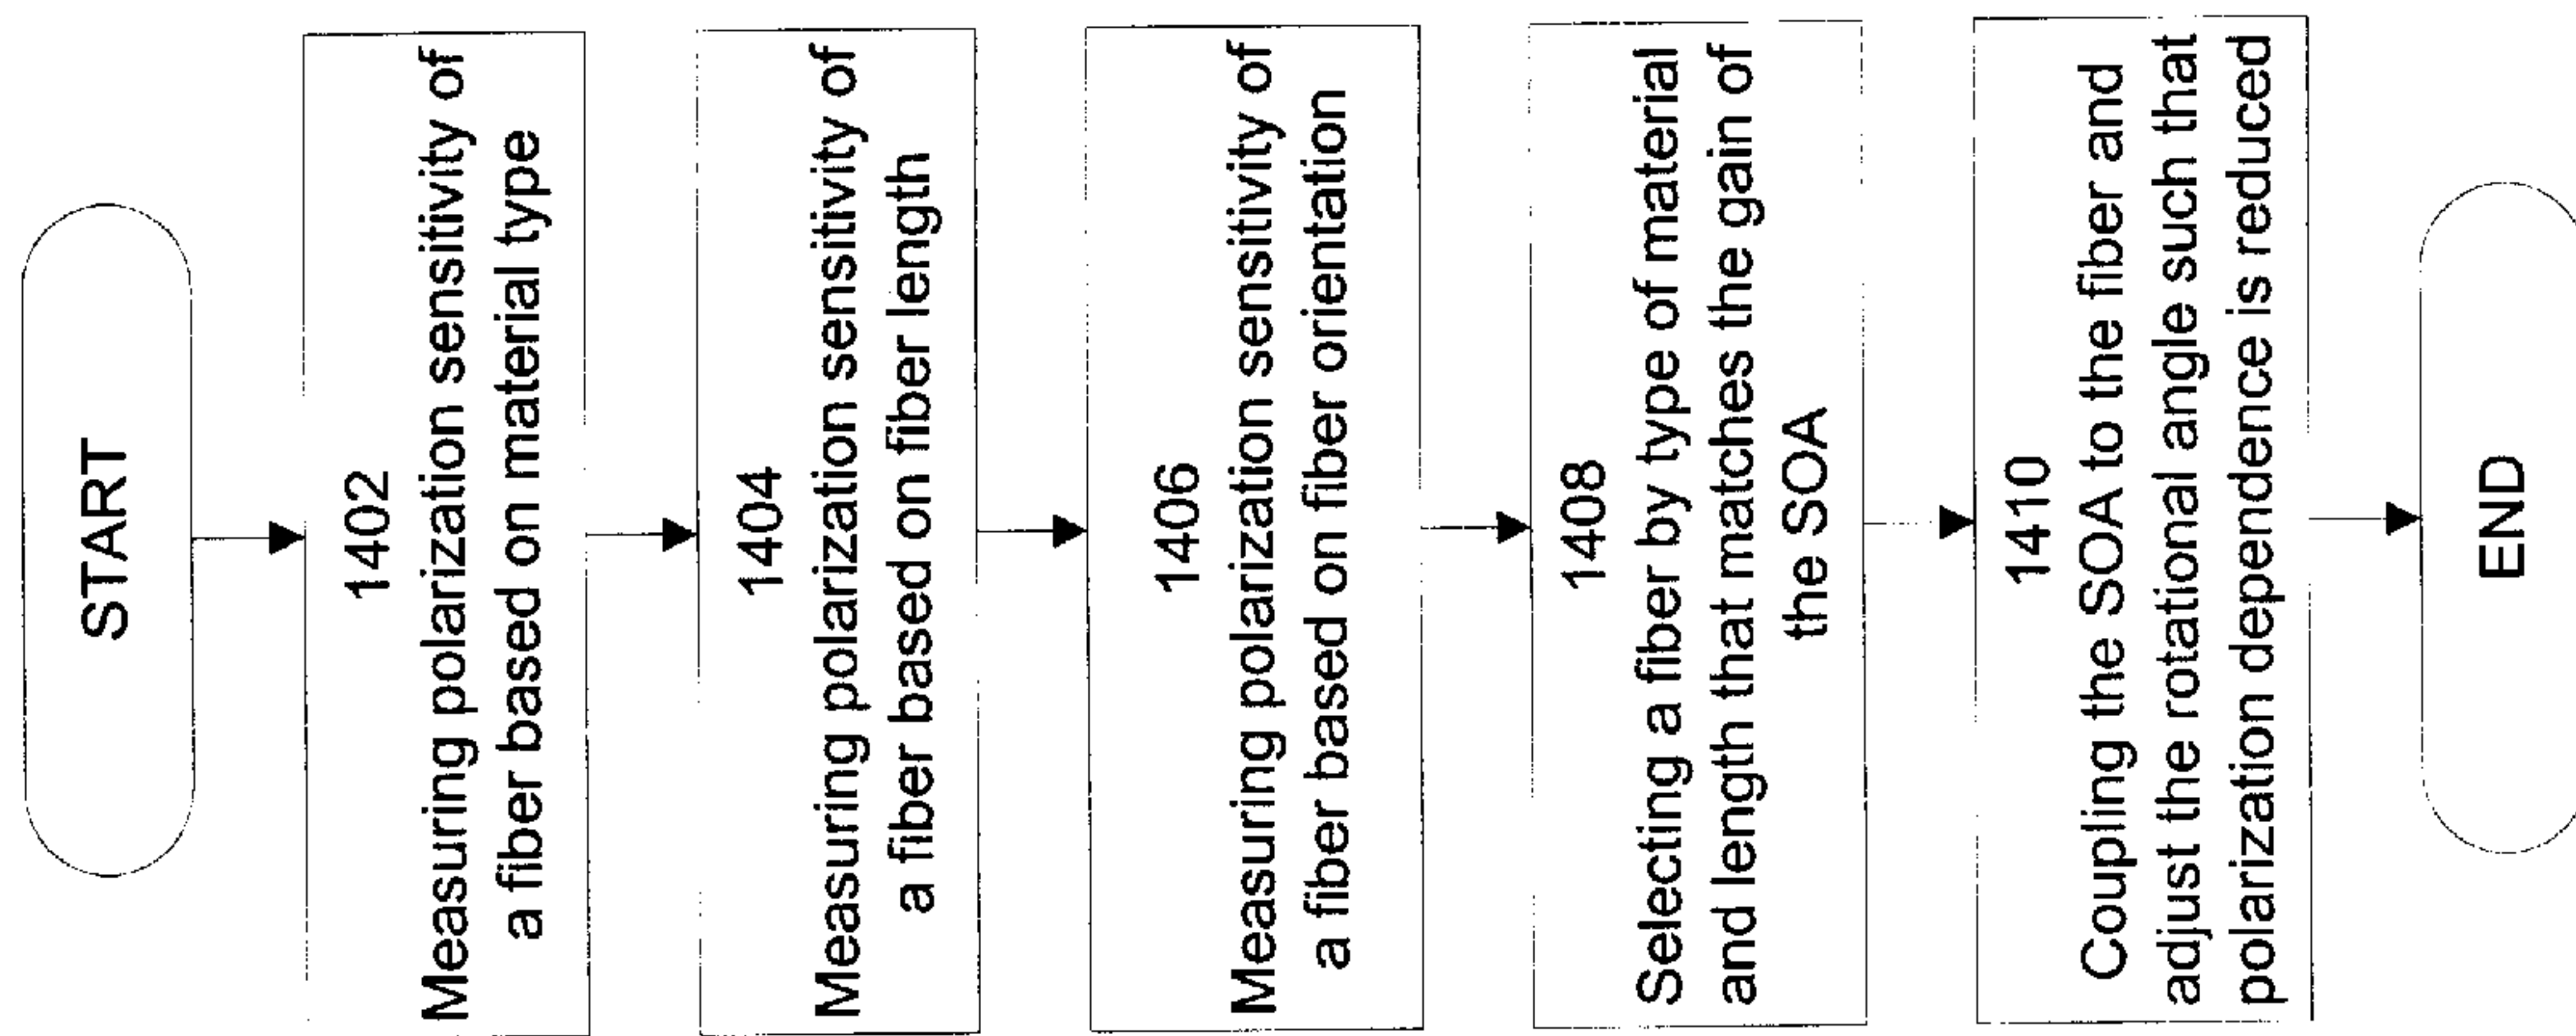 START
1402
Measuring polarization sensitivity of
a fiber based on material type
1404
Measuring polarization sensitivity of
a fiber based on fiber length
1406
Measuring polarization sensitivity of
a fiber based on fiber orientation
1408
Selecting a fiber by type of material
and length that matches the gain of
the SOA
1410
Coupling the SOA to the fiber and
adjust the rotational angle such that
polarization dependence is reduced
END